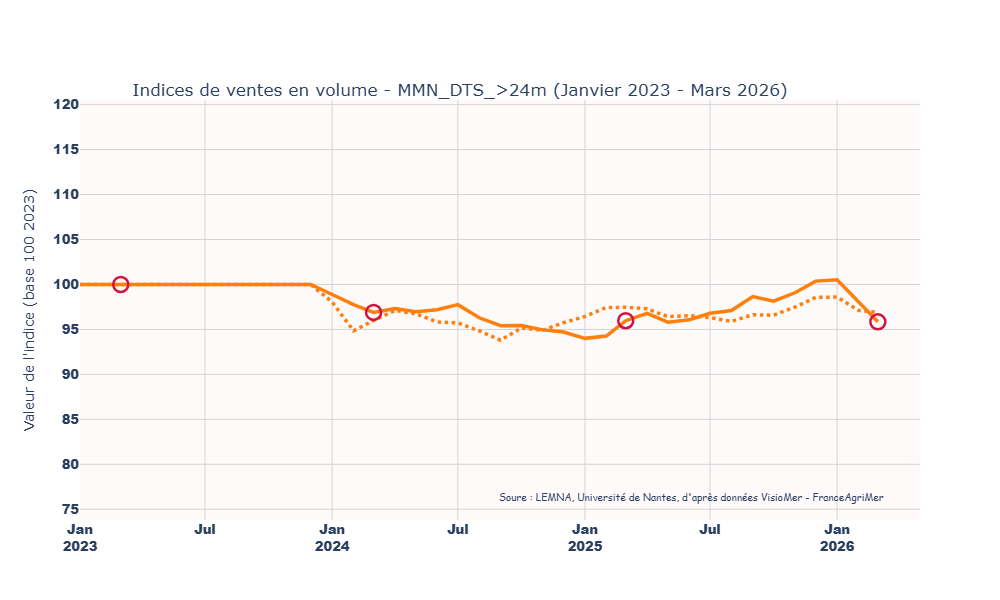 Indices de ventes en volume - MMN_DTS_>24m (Janvier 2023 - Mars 2026)
Valeur de l'indice (base 100 2023)
120
115
110
105
100
95
90
85
80
75
Soure : LEMNA, Université de Nantes, d'après données VisioMer - FranceAgriMer
Jan Jul Jan Jul Jan Jul Jan
2023 2024 2025 2026